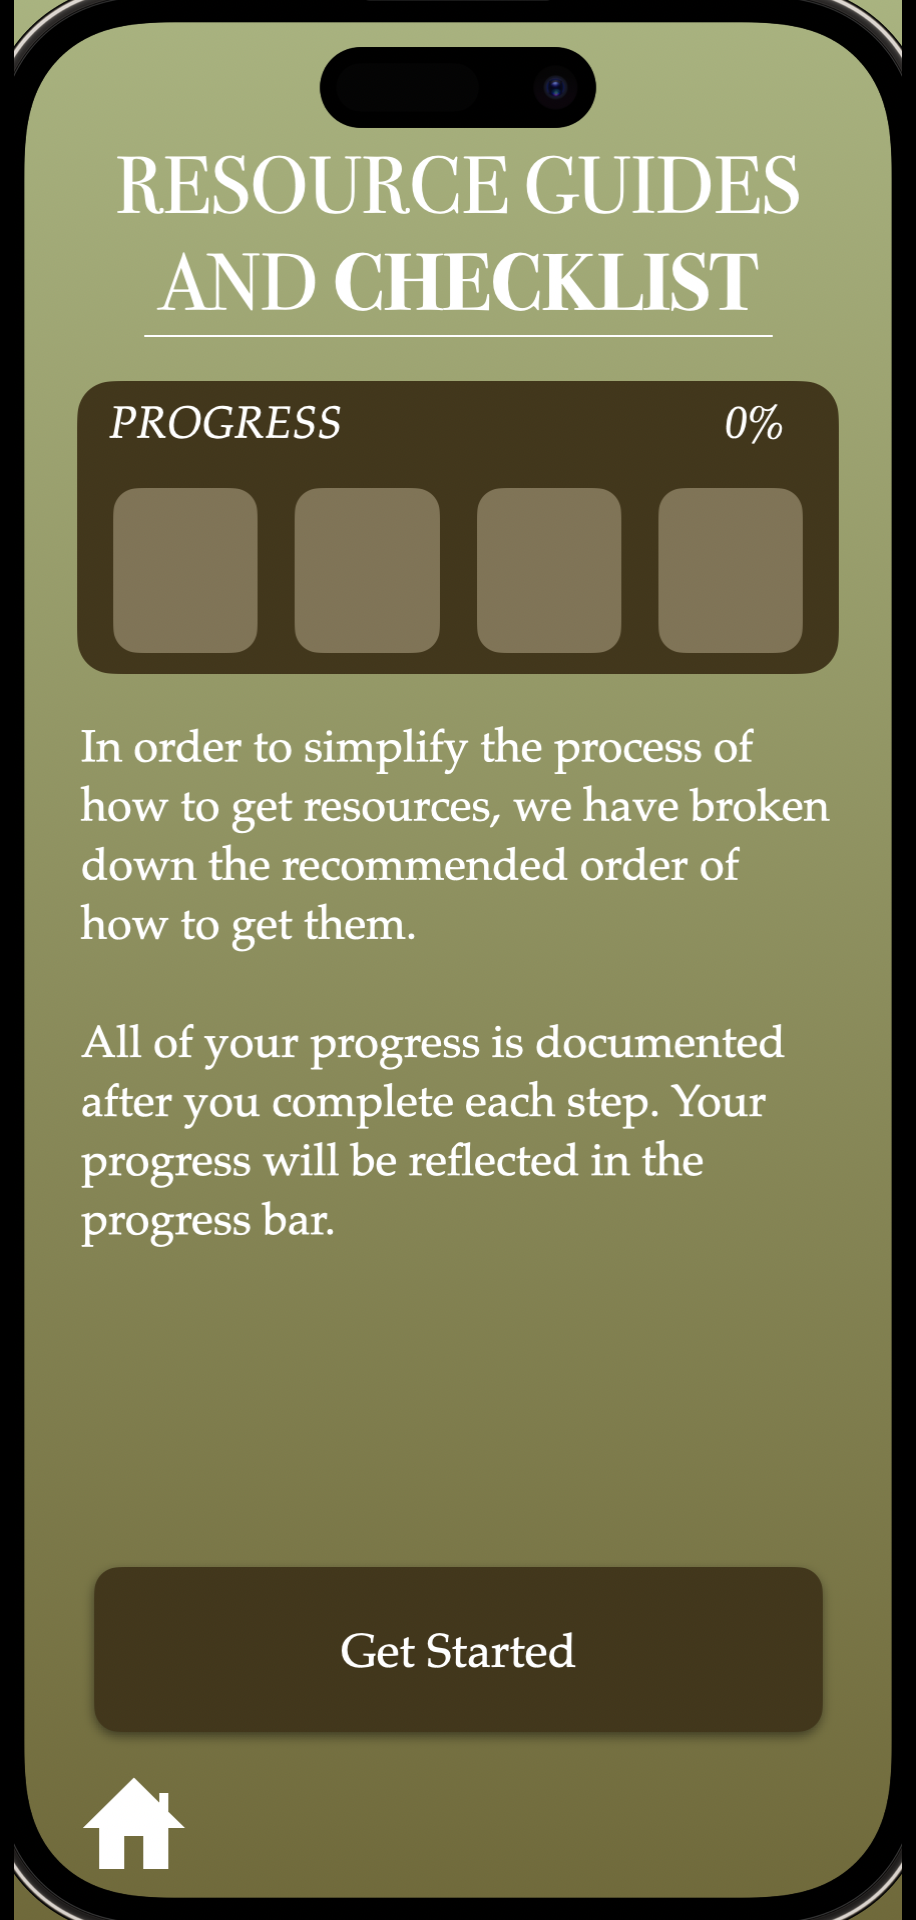 RESOURCE GUIDES
AND CHECKLIST
PROGRESS 0%
In order to simplify the process of
how to get resources, we have broken
down the recommended order of
how to get them.
All of your progress is documented
after you complete each step. Your
progress will be reflected in the
progress bar.
Get Started